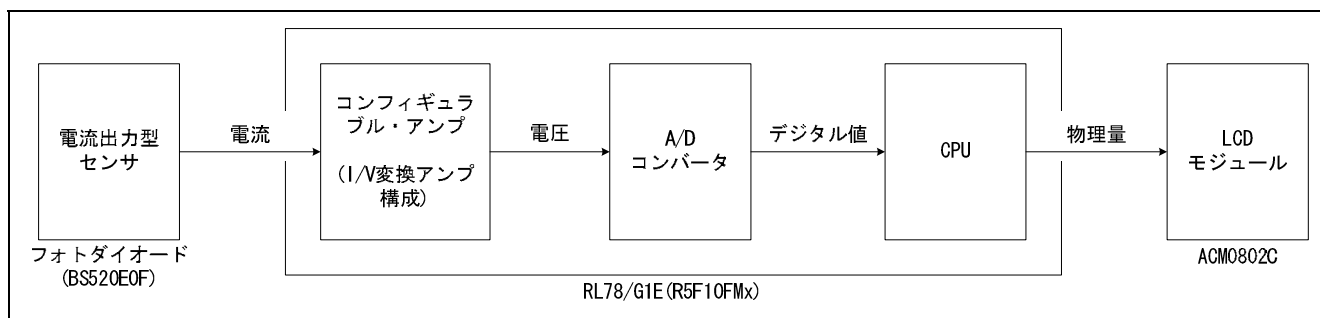 電流出力型
センサ
フォトダイオード
(BS520E0F)
電流
コンフィギュラ
ブル・アンプ
(I/V変換アンプ
構成)
電圧
A/D
コンバータ
デジタル値
CPU
物理量
LCD
モジュール
ACM0802C
RL78/G1E(R5F10FMx)